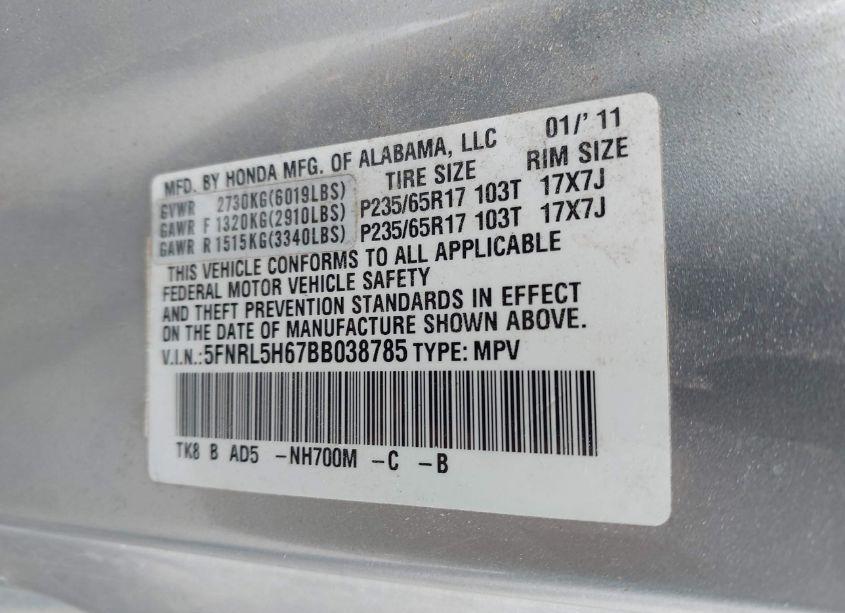 MFD. BY HONDA MFG. OF ALABAMA, LLC 01/'11
TIRE SIZE RIM SIZE
GVWR 2730KG(6019LBS)
GAWR F 1320KG(2910LBS) P235/65R17 103T 17X7J
GAWR R 1515KG(3340LBS) P235/65R17 103T 17X7J
THIS VEHICLE CONFORMS TO ALL APPLICABLE
FEDERAL MOTOR VEHICLE SAFETY
AND THEFT PREVENTION STANDARDS IN EFFECT
ON THE DATE OF MANUFACTURE SHOWN ABOVE.
V.I.N.:5FNRL5H67BB038785 TYPE: MPV
TK8 B AD5 -NH700M -C -B